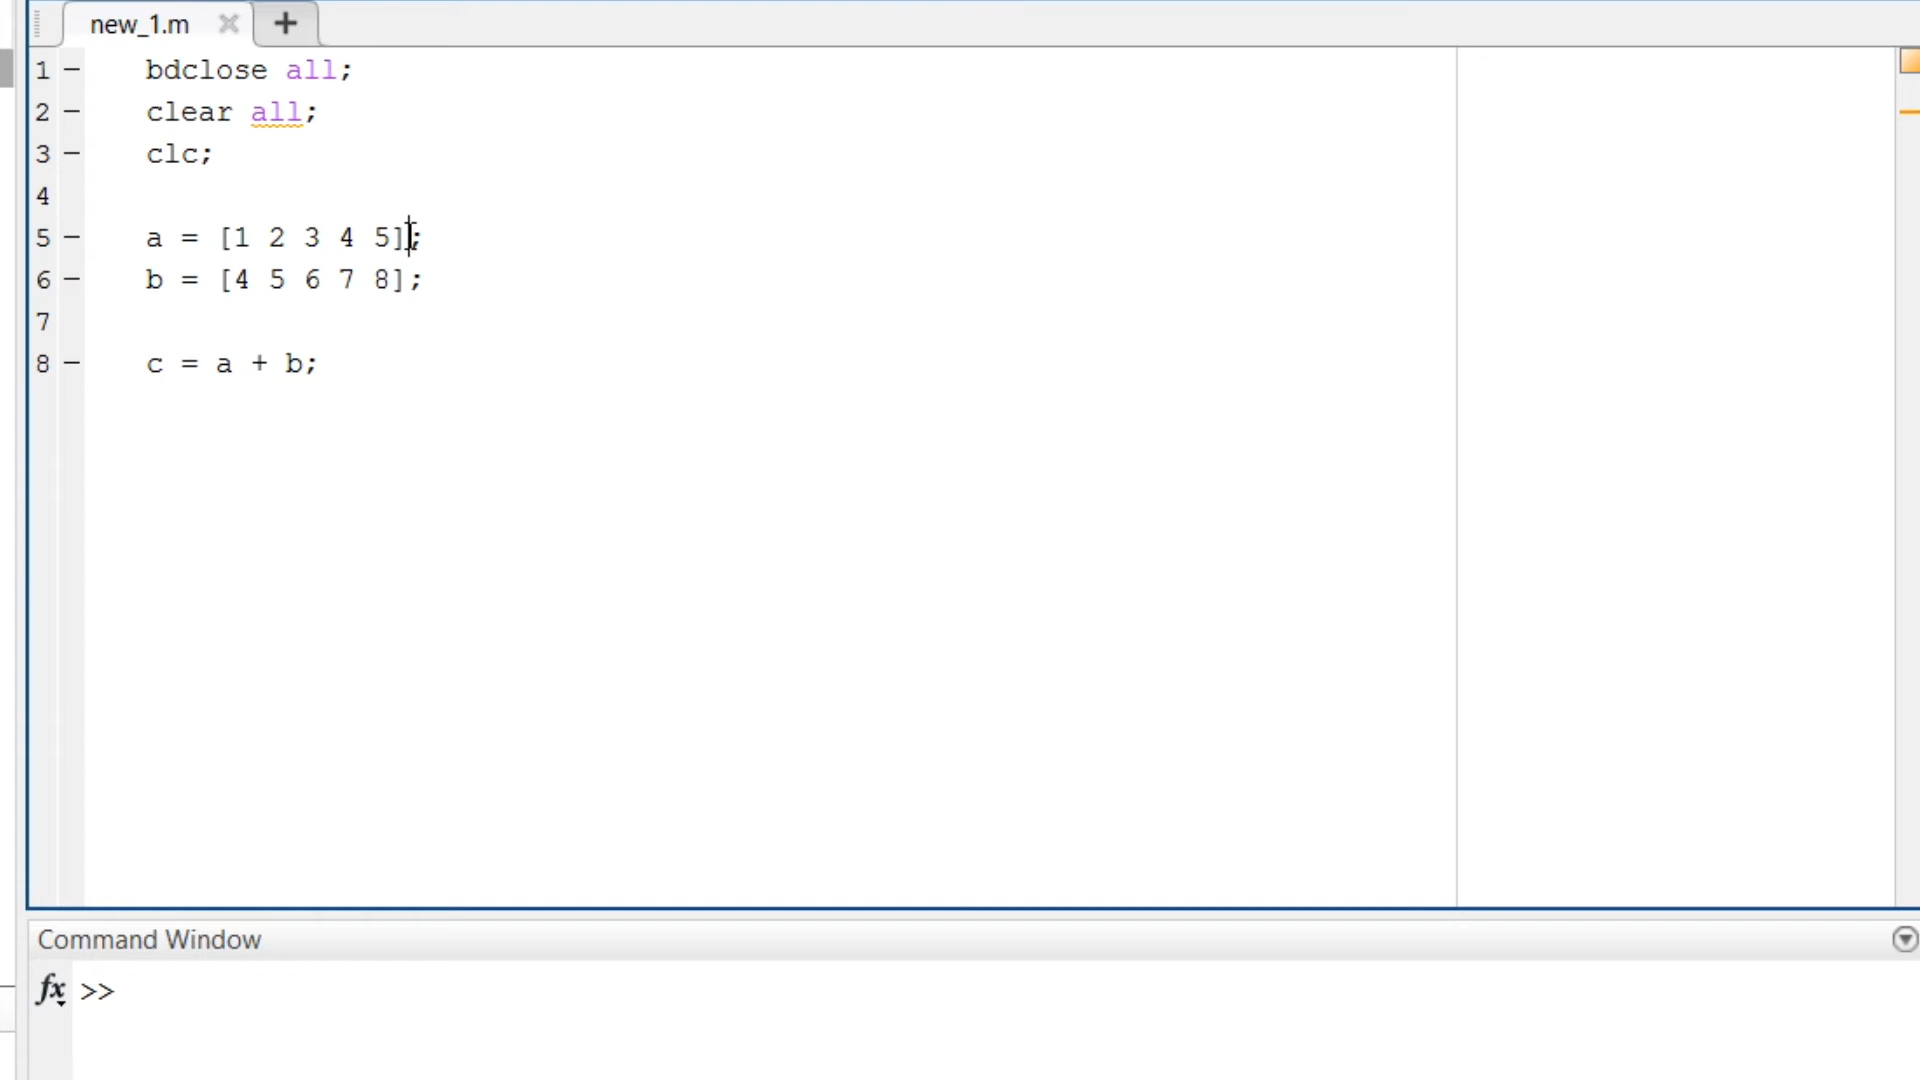 new_1.m
1 bdclose all;
2 clear all;
3 clc;
4
5 a = [1 2 3 4 5];
6 b = [4 5 6 7 8];
7
8 c = a + b;
Command Window
fx >>